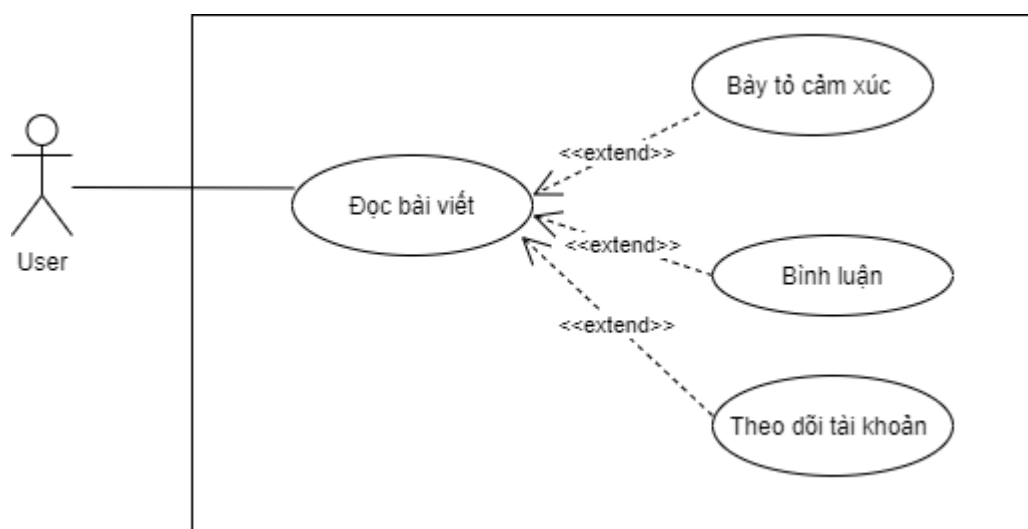 Bày tỏ cảm xúc
<<extend>>
Đọc bài viết
User
<<extend>>
Bình luận
<<extend>>
Theo dõi tài khoản